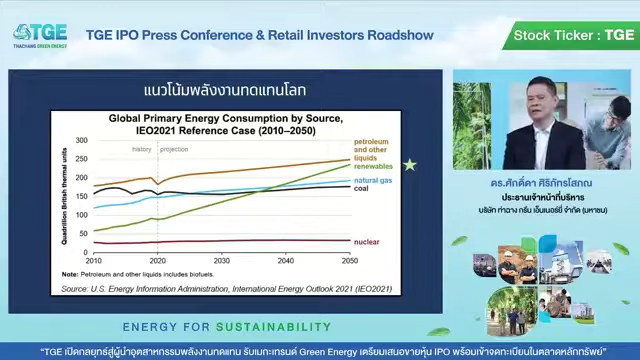 TGE
THACHANG GREEN ENERGY
TGE IPO Press Conference & Retail Investors Roadshow
Stock Ticker : TGE
แนวโน้มพลังงานทดแทนโลก
Global Primary Energy Consumption by Source,
IEO2021 Reference Case (2010–2050)
Quadrillion British thermal units
300
250
200
150
100
50
0
history
projection
petroleum
and other
liquids
renewables
natural gas
coal
nuclear
2010
2020
2030
2040
2050
Note: Petroleum and other liquids includes biofuels.
Source: U.S. Energy Information Administration, International Energy Outlook 2021 (IEO2021)
ดร.ศักดิ์ดา ศิริภัทรโสภณ
ประธานเจ้าหน้าที่บริหาร
บริษัท ท่าฉาง กรีน เอ็นเนอร์ยี่ จำกัด (มหาชน)
ENERGY FOR SUSTAINABILITY
“TGE เปิดกลยุทธ์สู่ผู้นำอุตสาหกรรมพลังงานทดแทน รับเมกะเทรนด์ Green Energy เตรียมเสนอขายหุ้น IPO พร้อมเข้าจดทะเบียนในตลาดหลักทรัพย์”